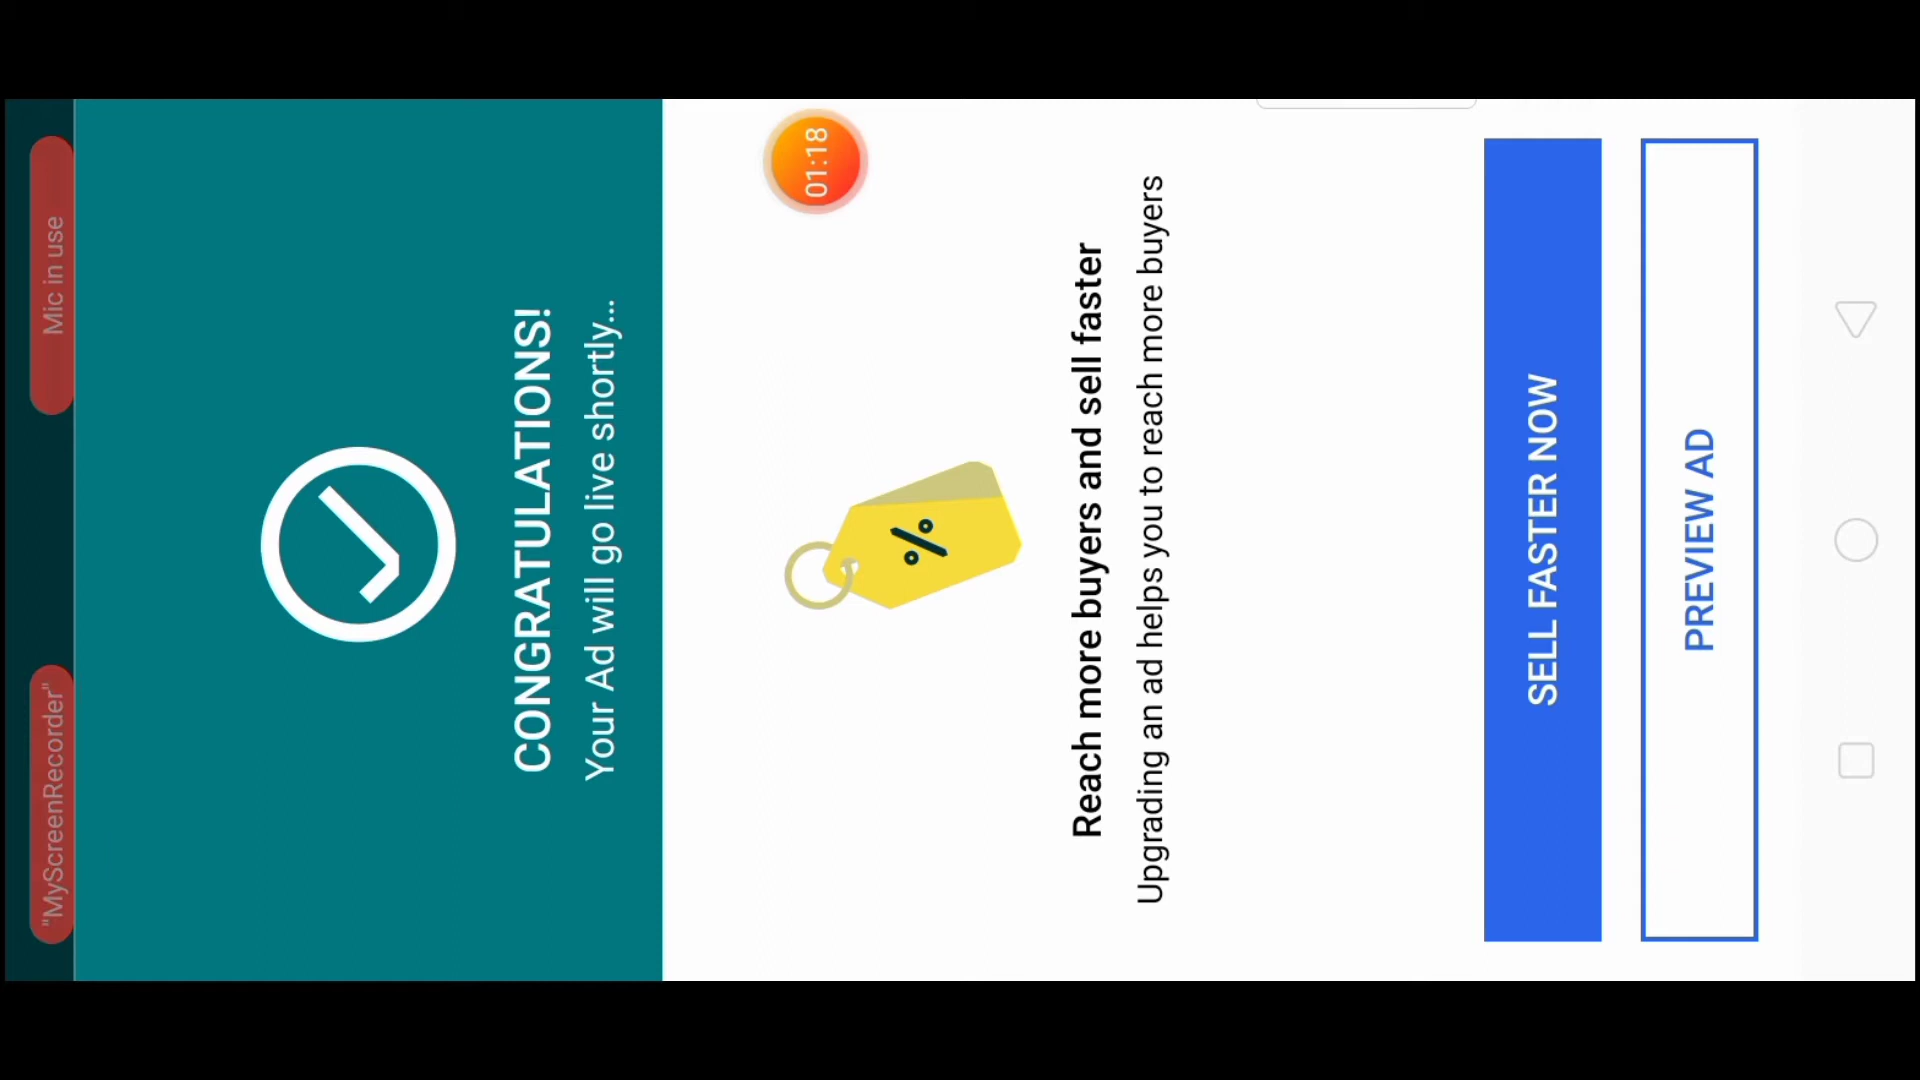 "MyScreenRecorder"
Mic in use
CONGRATULATIONS!
Your Ad will go live shortly...
01:18
%
Reach more buyers and sell faster
Upgrading an ad helps you to reach more buyers
SELL FASTER NOW
PREVIEW AD